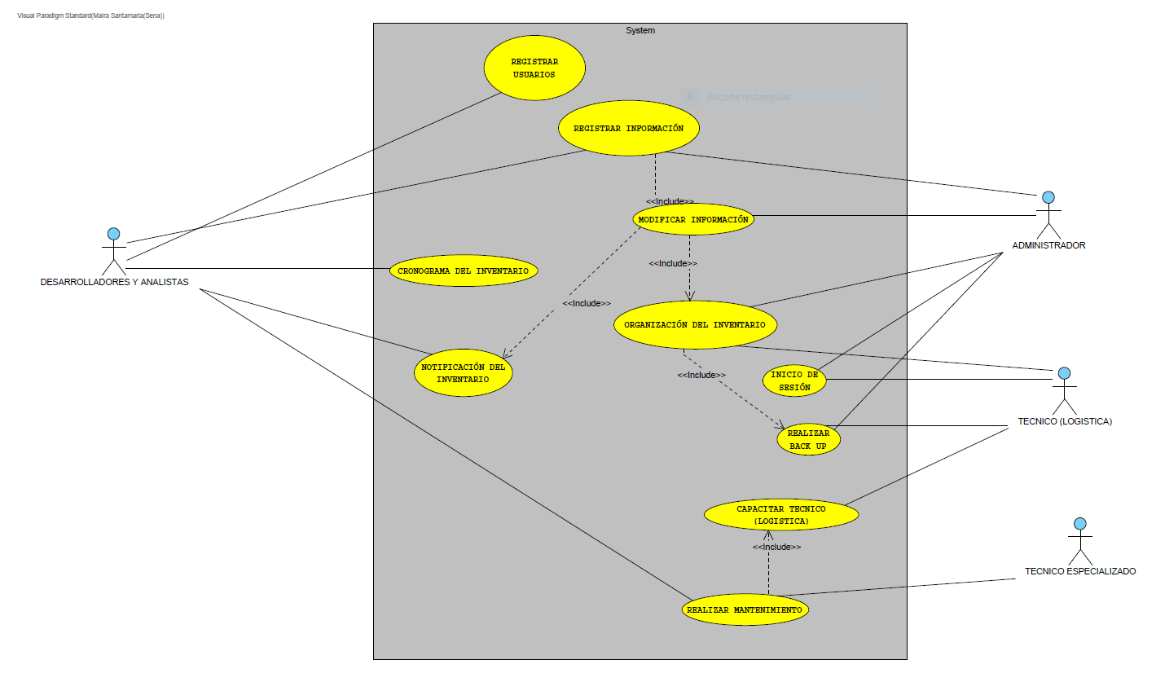 Visual Paradigm Standard(Maira Santamaria(Sena))
System
REGISTRAR
USUARIOS
Recorte rectangular
REGISTRAR INFORMACIÓN
<<Include>>
MODIFICAR INFORMACIÓN
ADMINISTRADOR
DESARROLLADORES Y ANALISTAS
CRONOGRAMA DEL INVENTARIO
<<Include>>
<<Include>>
ORGANIZACIÓN DEL INVENTARIO
NOTIFICACIÓN DEL
INVENTARIO
<<Include>>
INICIO DE
SESIÓN
TECNICO (LOGISTICA)
REALIZAR
BACK UP
CAPACITAR TECNICO
(LOGISTICA)
<<Include>>
TECNICO ESPECIALIZADO
REALIZAR MANTENIMIENTO